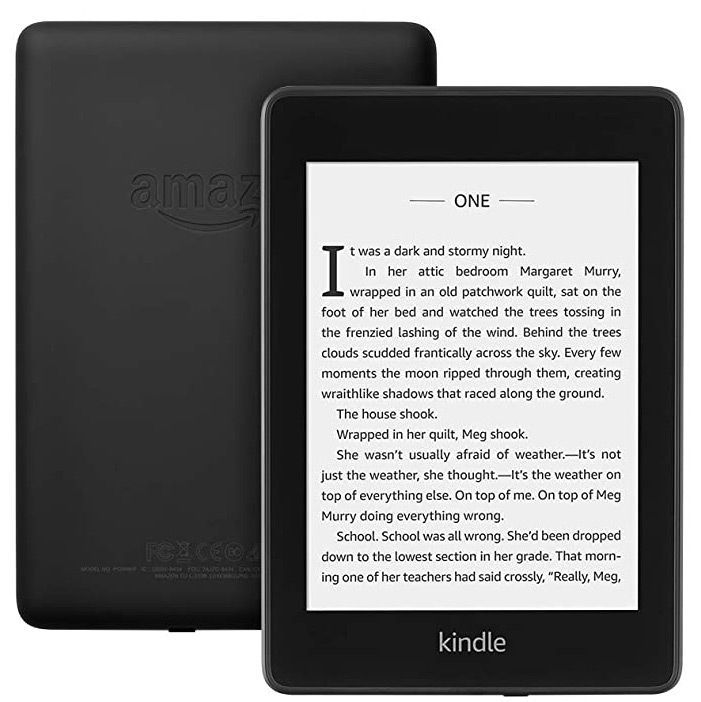 amaz
ONE
It was a dark and stormy night.
In her attic bedroom Margaret Murry,
wrapped in an old patchwork quilt, sat on the
foot of her bed and watched the trees tossing in
the frenzied lashing of the wind. Behind the trees
clouds scudded frantically across the sky. Every few
moments the moon ripped through them, creating
wraithlike shadows that raced along the ground.
The house shook.
Wrapped in her quilt, Meg shook.
She wasn't usually afraid of weather.—It's not
just the weather, she thought.—It's the weather on
top of everything else. On top of me. On top of Meg
Murry doing everything wrong.
School. School was all wrong. She'd been dropped
down to the lowest section in her grade. That morn-
ing one of her teachers had said crossly, "Really, Meg,
kindle
FC CE